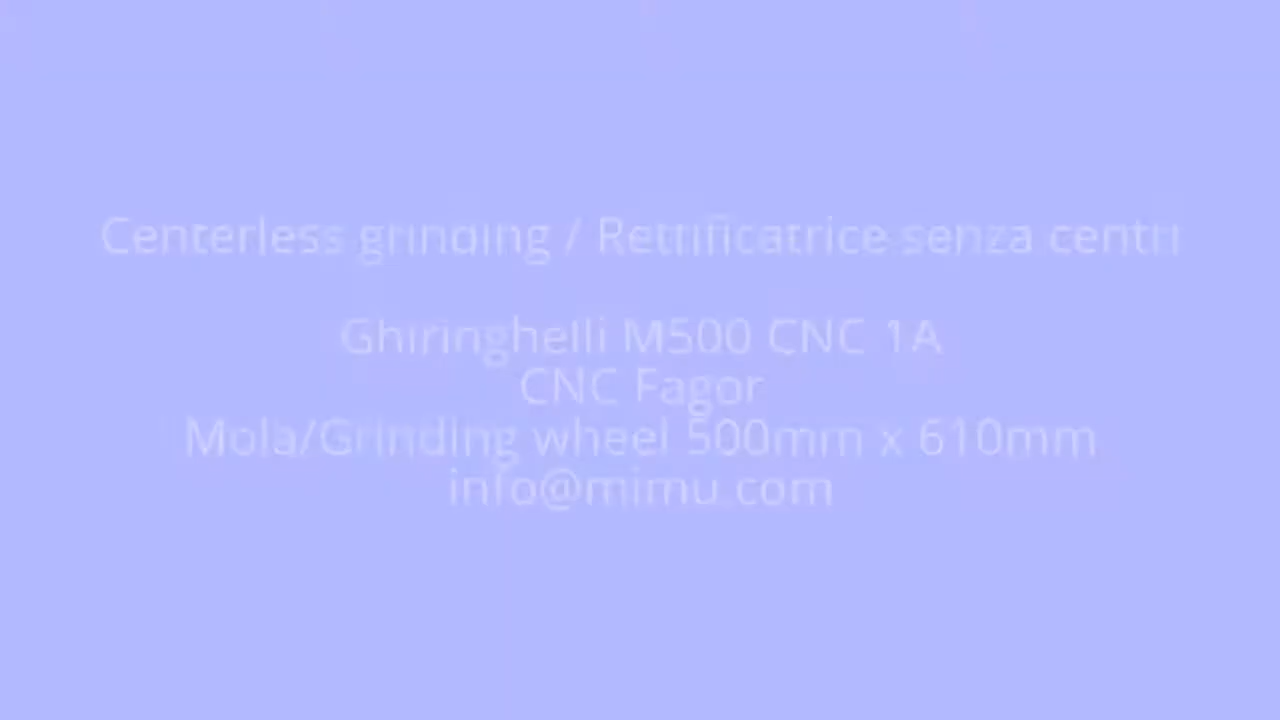 Centerless grinding / Rettificatrice senza centri
Ghiringhelli M500 CNC 1A
CNC Fagor
Mola/Grinding wheel 500mm x 610mm
info@mimu.com